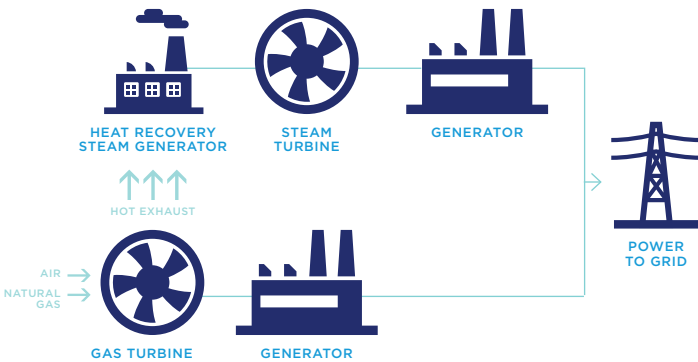 HEAT RECOVERY
STEAM GENERATOR
STEAM
TURBINE
GENERATOR
HOT EXHAUST
POWER
TO GRID
AIR
NATURAL
GAS
GAS TURBINE
GENERATOR